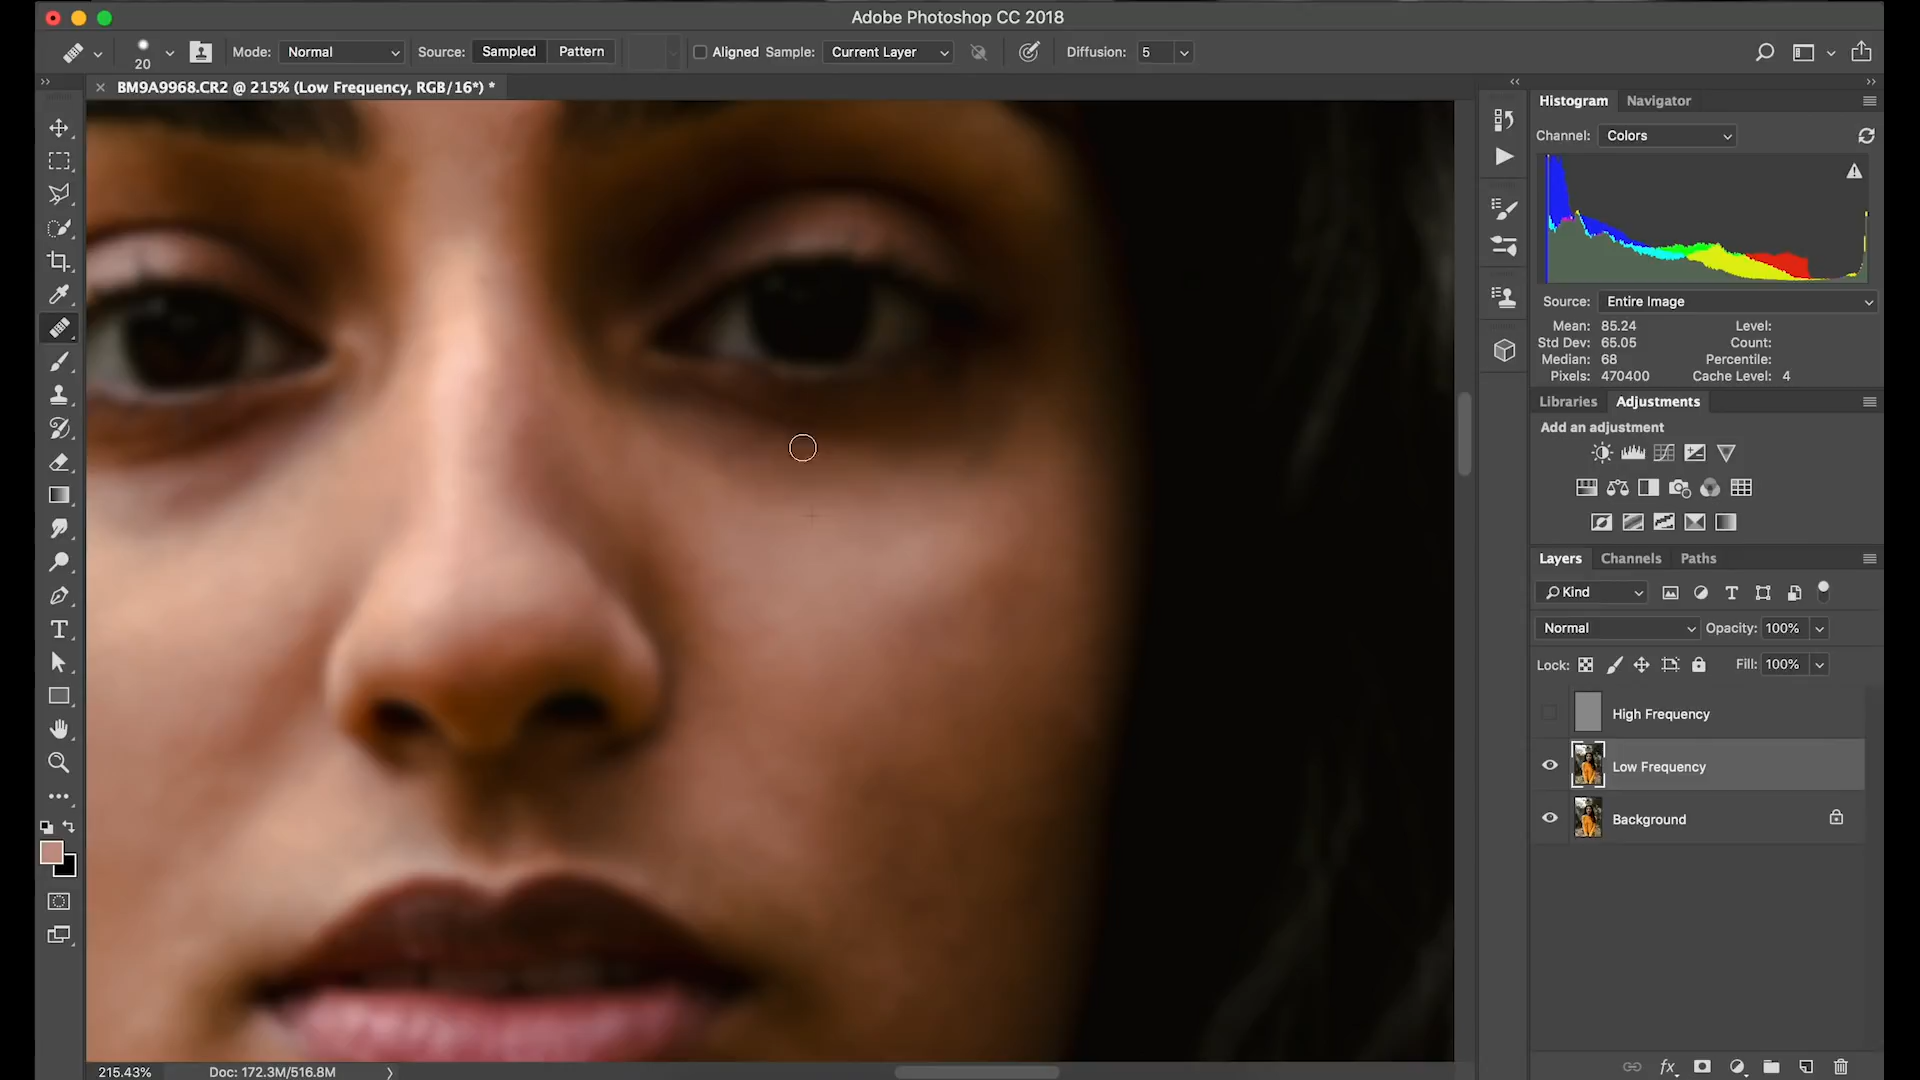 Adobe Photoshop CC 2018
20
Mode: Normal Source: Sampled Pattern Aligned Sample: Current Layer Diffusion: 5
BM9A9968.CR2 @ 215% (Low Frequency, RGB/16*) *
Histogram Navigator
Channel: Colors
Source: Entire Image
Mean: 85.24 Level:
Std Dev: 65.05 Count:
Median: 68 Percentile:
Pixels: 470400 Cache Level: 4
Libraries Adjustments
Add an adjustment
Layers Channels Paths
Kind
Normal Opacity: 100%
Lock: Fill: 100%
High Frequency
Low Frequency
Background
215.43% Doc: 172.3M/516.8M